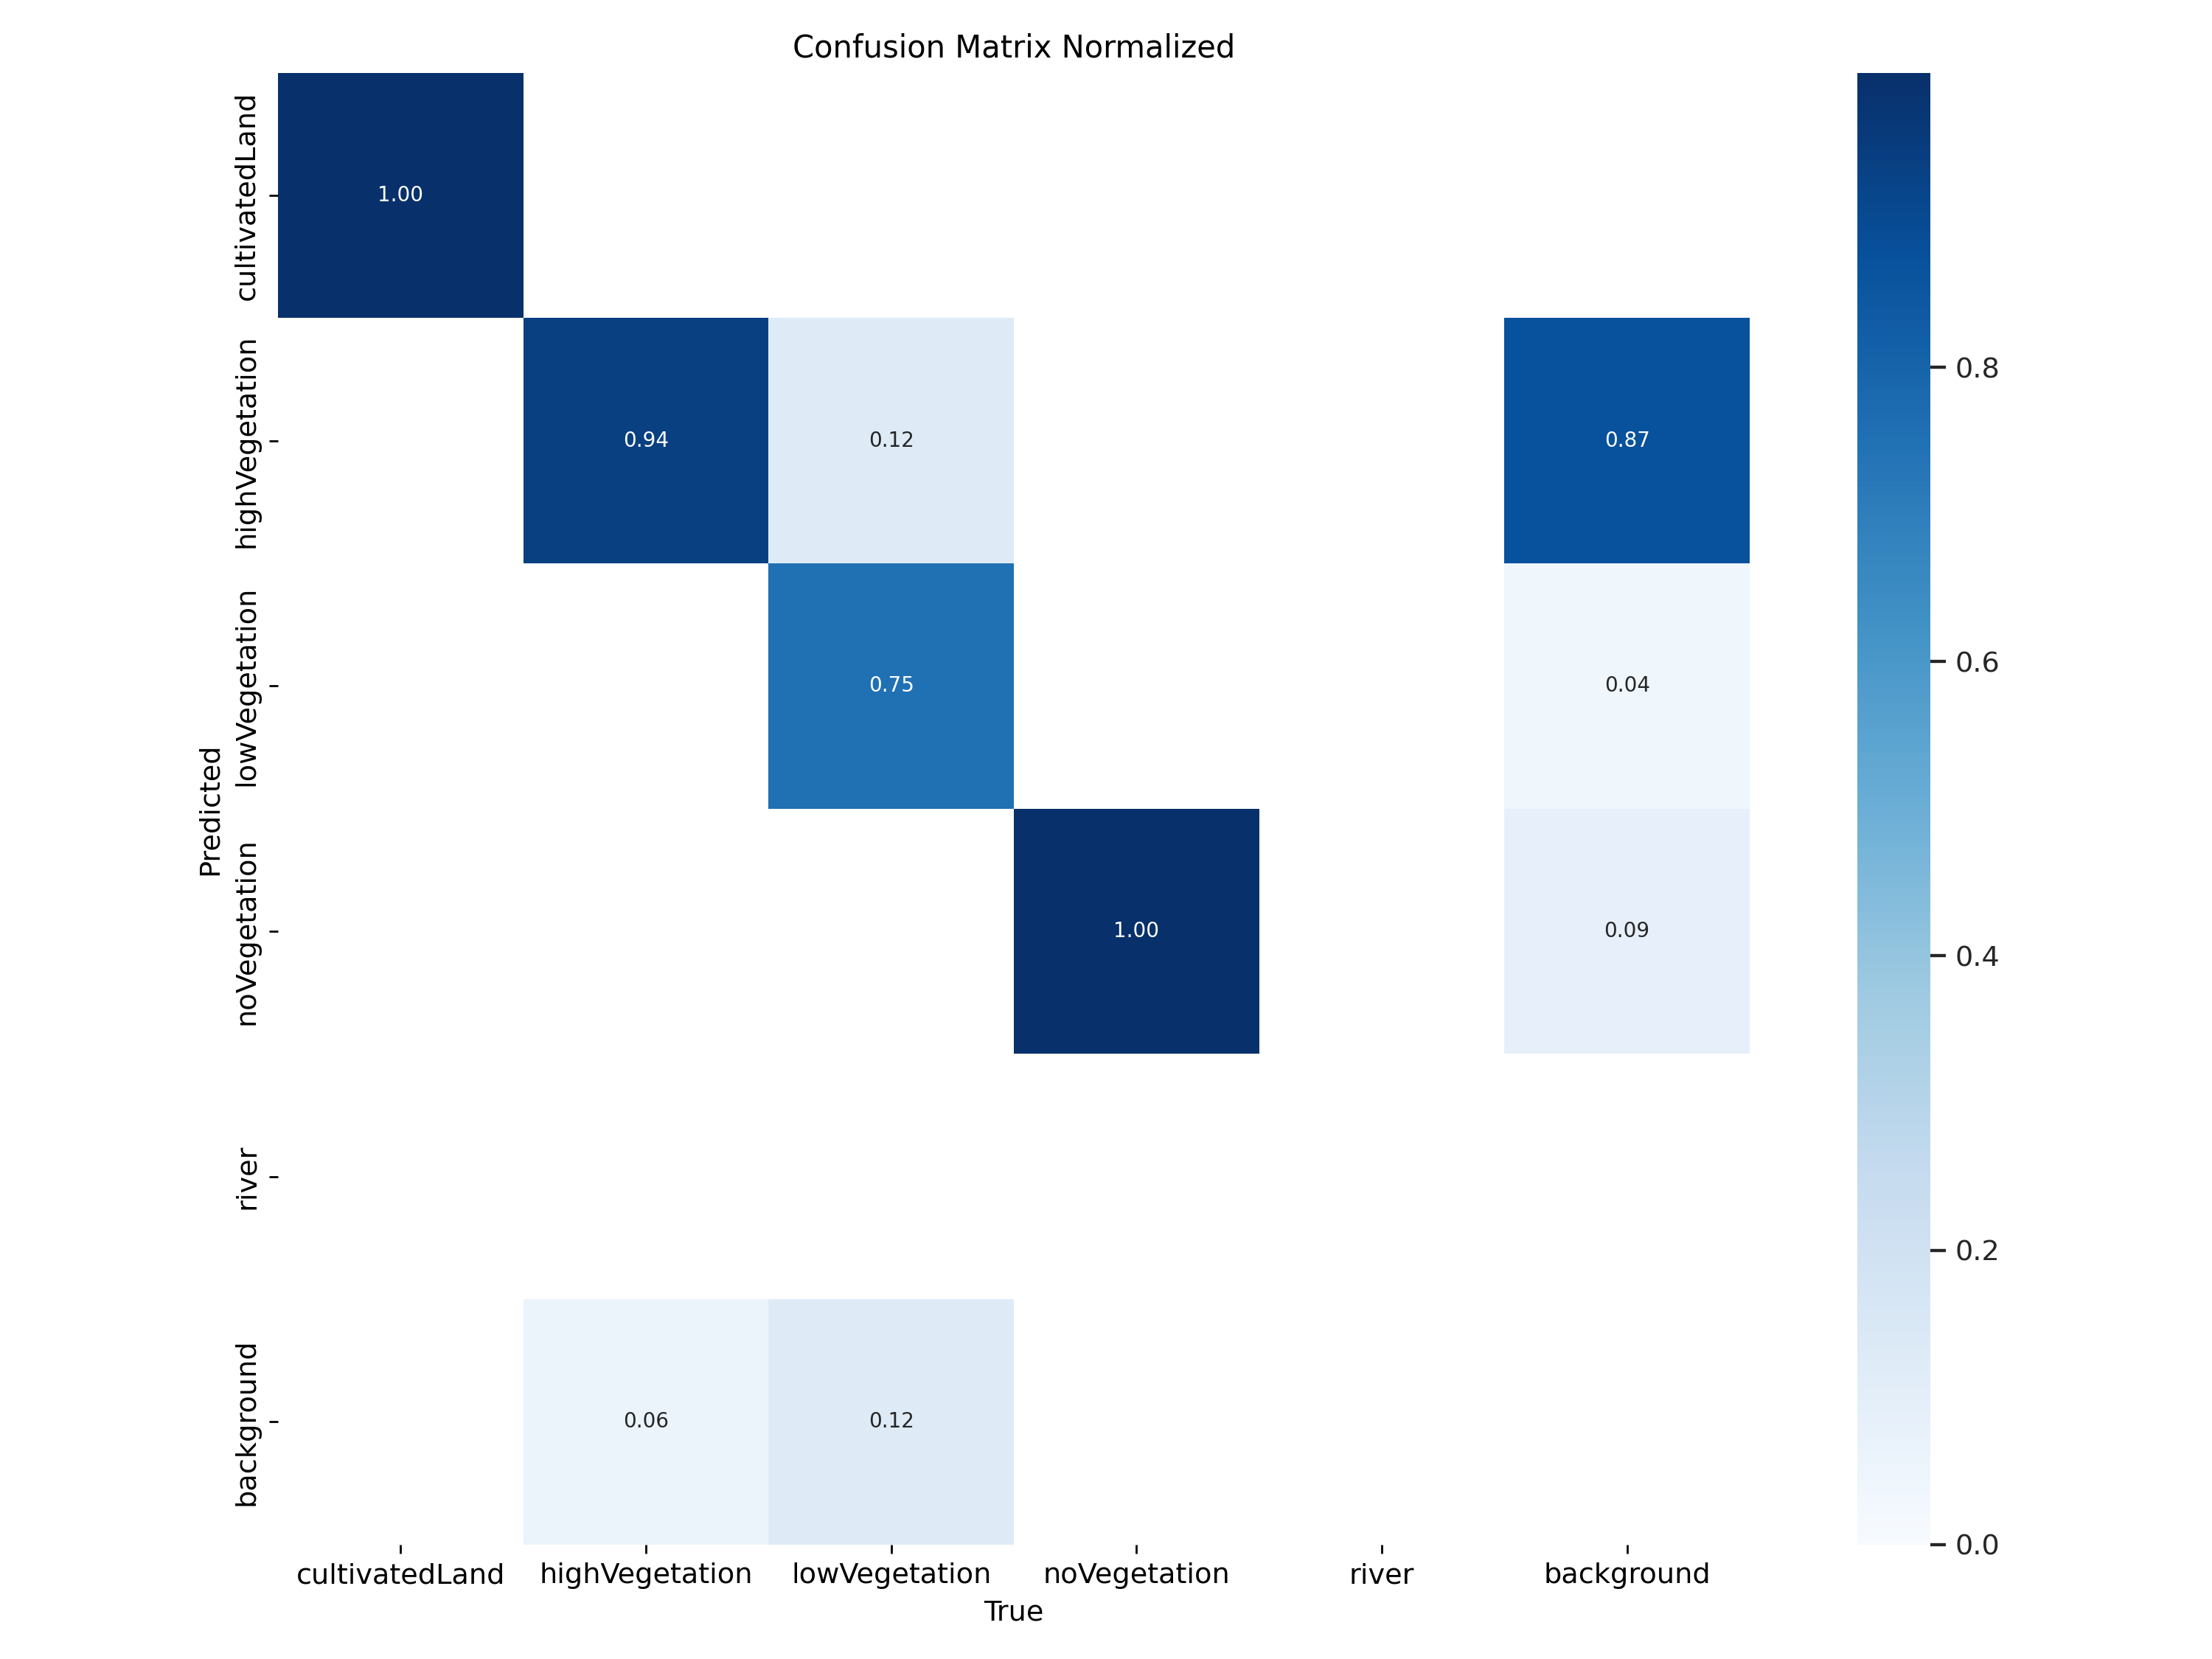 Confusion Matrix Normalized
cultivatedLand
1.00
highVegetation
0.94 0.12 0.87
0.8
lowVegetation
0.75 0.04
0.6
Predicted
noVegetation
1.00 0.09
0.4
river
0.2
background
0.06 0.12
0.0
cultivatedLand highVegetation lowVegetation noVegetation river background
True